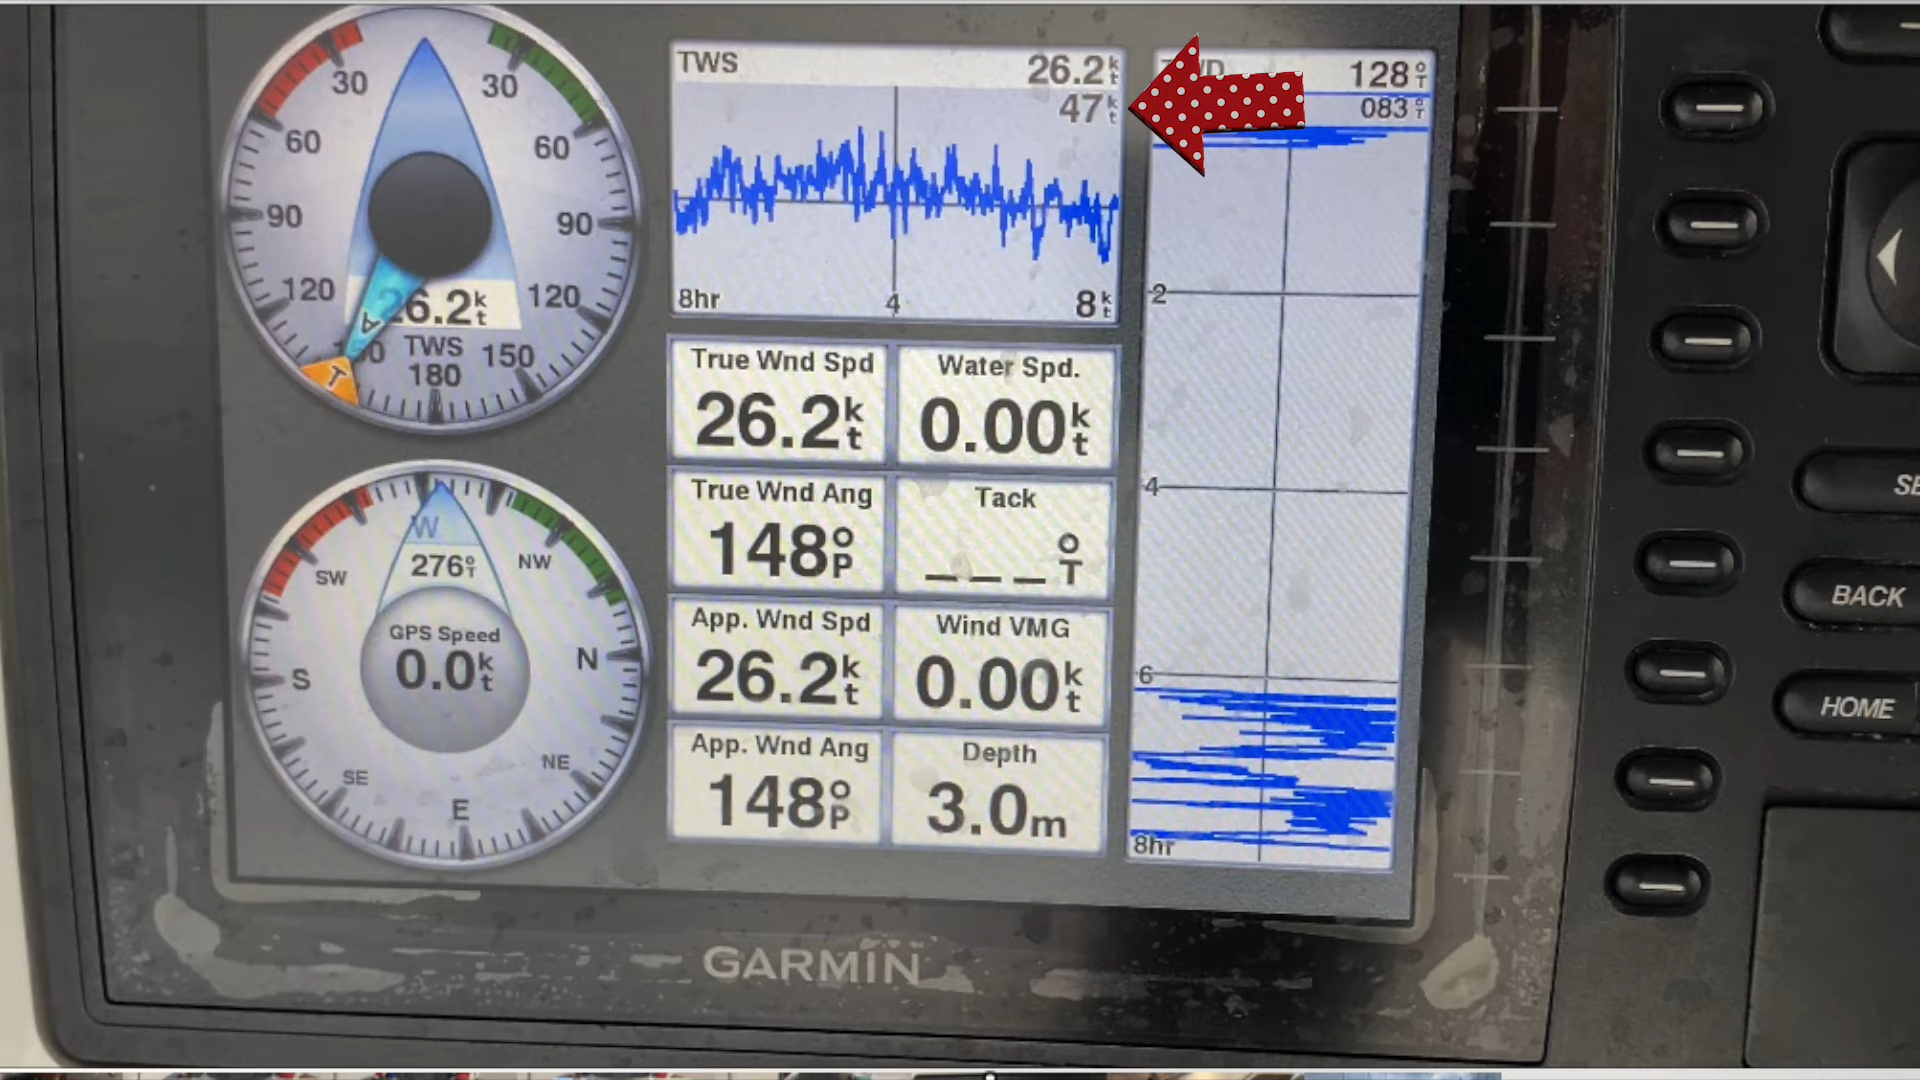 30 30
60 60
90 90
120 120
26.2kt
TWS
150
180
T
A
TWS 26.2kt
47kt
8hr 4 8kt
128°T
083°T
2
4
6
8hr
True Wnd Spd
26.2kt
Water Spd.
0.00kt
True Wnd Ang
148°P
Tack
___°T
App. Wnd Spd
26.2kt
Wind VMG
0.00kt
App. Wnd Ang
148°P
Depth
3.0m
W
276°T
SW NW
GPS Speed
0.0kt
S N
SE NE
E
GARMIN
BACK
HOME